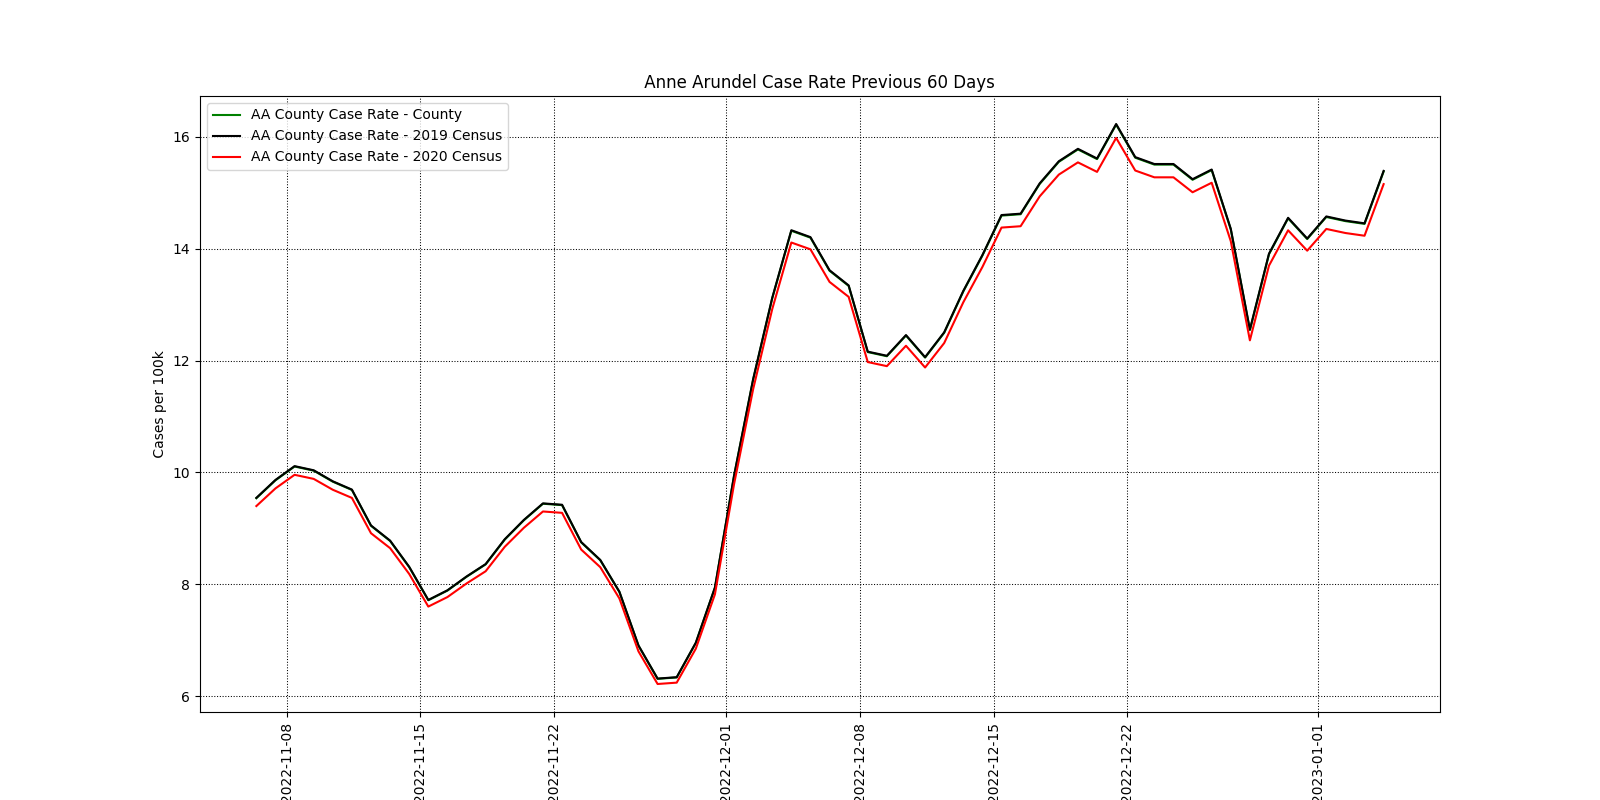 Anne Arundel Case Rate Previous 60 Days
AA County Case Rate - County
AA County Case Rate - 2019 Census
AA County Case Rate - 2020 Census
Cases per 100k
16
14
12
10
8
6
2022-11-08
2022-11-15
2022-11-22
2022-12-01
2022-12-08
2022-12-15
2022-12-22
2023-01-01